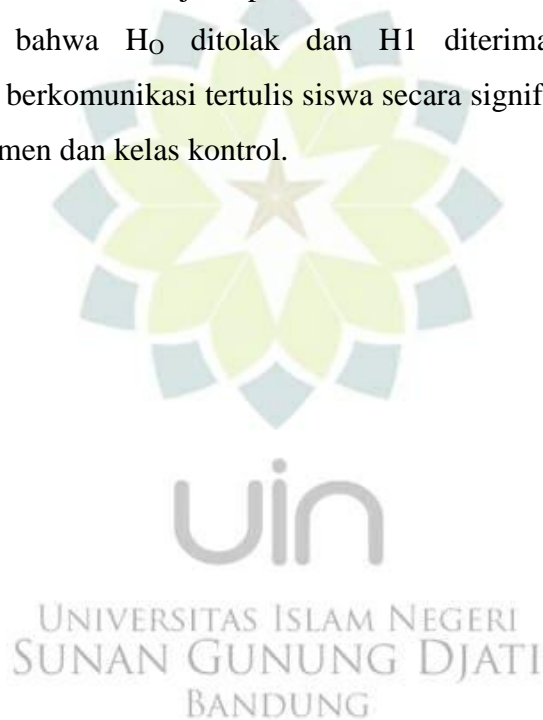 bahwa H₀ ditolak dan H1 diterima
berkomunikasi tertulis siswa secara signif
men dan kelas kontrol.
uin
UNIVERSITAS ISLAM NEGERI
SUNAN GUNUNG DJATI
BANDUNG